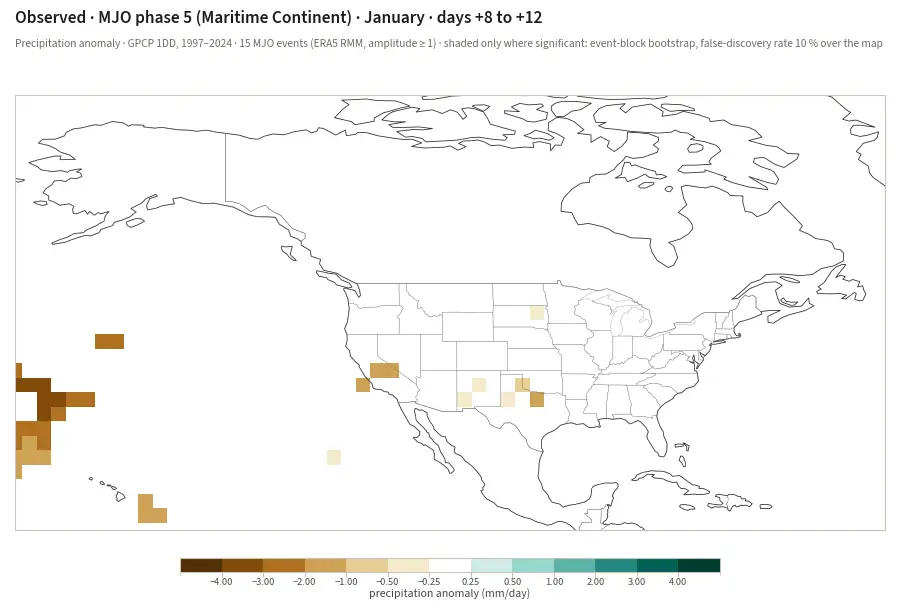 Observed · MJO phase 5 (Maritime Continent) · January · days +8 to +12
Precipitation anomaly · GPCP 1DD, 1997–2024 · 15 MJO events (ERA5 RMM, amplitude ≥ 1) · shaded only where significant: event-block bootstrap, false-discovery rate 10 % over the map
−4.00 −3.00 −2.00 −1.00 −0.50 −0.25 0.25 0.50 1.00 2.00 3.00 4.00
precipitation anomaly (mm/day)